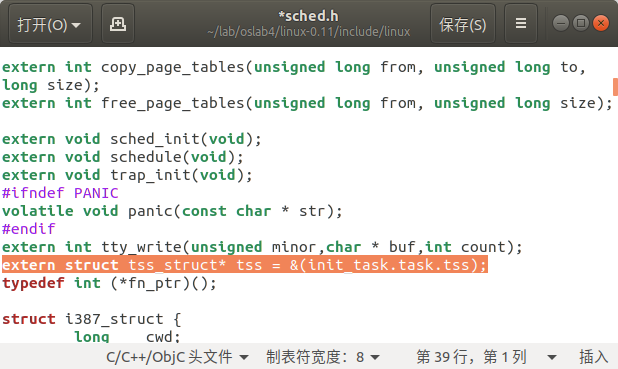 打开(O)
*sched.h
~/lab/oslab4/linux-0.11/include/linux
保存(S)
extern int copy_page_tables(unsigned long from, unsigned long to,
long size);
extern int free_page_tables(unsigned long from, unsigned long size);
extern void sched_init(void);
extern void schedule(void);
extern void trap_init(void);
#ifndef PANIC
volatile void panic(const char * str);
#endif
extern int tty_write(unsigned minor,char * buf,int count);
extern struct tss_struct* tss = &(init_task.task.tss);
typedef int (*fn_ptr)();
struct i387_struct {
long cwd;
C/C++/ObjC 头文件 制表符宽度：8 第 39 行，第 1 列 插入